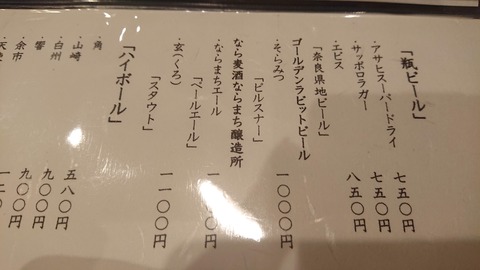 「瓶ビール」
・アサヒスーパードライ 七五〇円
・サッポロラガー 七五〇円
・エビス 八五〇円
「奈良県地ビール」
ゴールデンラビットビール
・そらみつ 一〇〇〇円
「ピルスナー」
なら麦酒ならまち醸造所
・ならまちエール
「ペールエール」
・玄(くろ) 一一〇〇円
「スタウト」
「ハイボール」
・角 五八〇円
・山崎 九〇〇円
・白州 九〇〇円
・響
・余市